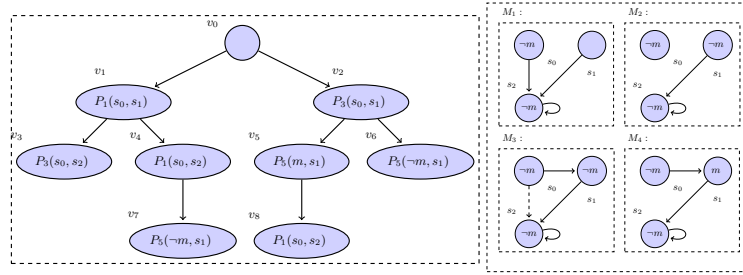 v₀
v₁
v₂
P₁(s₀, s₁)
P₃(s₀, s₁)
v₃
v₄
v₅
v₆
P₃(s₀, s₂)
P₁(s₀, s₂)
P₅(m, s₁)
P₅(¬m, s₁)
v₇
v₈
P₅(¬m, s₁)
P₁(s₀, s₂)
M₁ :
¬m
s₀
s₂
s₁
¬m
M₂ :
¬m
¬m
s₀
s₂
s₁
¬m
M₃ :
¬m
¬m
s₀
s₂
s₁
¬m
M₄ :
¬m
m
s₀
s₂
s₁
¬m